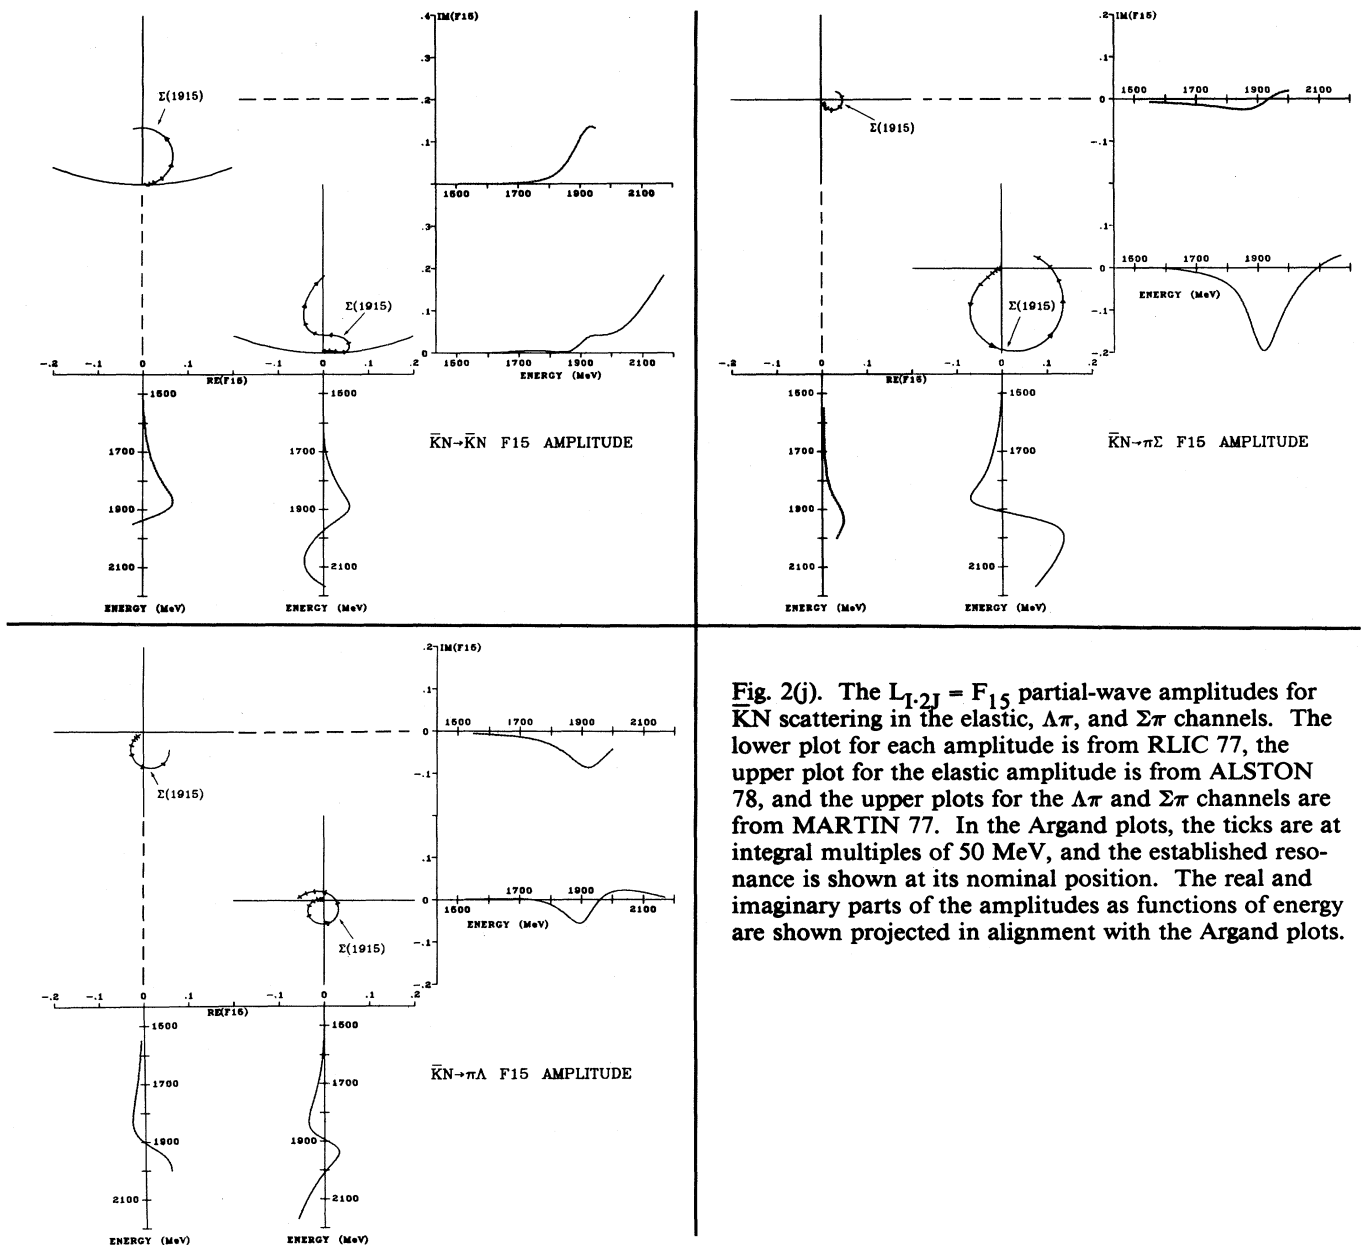 .4 IM(F15)
.3
Σ(1915)
.2
.1
0
1500 1700 1900 2100
.3
.2
Σ(1915)
.1
0
1500 1700 1900 2100
ENERGY (MeV)
-.2 -.1 0 .1 -.1 0 .1 .2
RE(F15)
1500 1500
K̅N→K̅N F15 AMPLITUDE
1700 1700
1900 1900
2100 2100
ENERGY (MeV) ENERGY (MeV)
.2 IM(F15)
.1
1500 1700 1900 2100
0
Σ(1915)
-.1
.1
1500 1700 1900 2100
0
ENERGY (MeV)
Σ(1915)
-.1
-.2
-.2 -.1 0 .1 -.1 0 .1 .2
RE(F15)
1500 1500
K̅N→πΣ F15 AMPLITUDE
1700 1700
1900 1900
2100 2100
ENERGY (MeV) ENERGY (MeV)
.2 IM(F15)
.1
1500 1700 1900 2100
0
-.1
Σ(1915)
.1
1500 1700 1900 2100
0
ENERGY (MeV)
Σ(1915)
-.1
-.2
-.2 -.1 0 .1 -.1 0 .1 .2
RE(F15)
1500 1500
K̅N→πΛ F15 AMPLITUDE
1700 1700
1900 1900
2100 2100
ENERGY (MeV) ENERGY (MeV)
Fig. 2(j). The L_I·2J = F_15 partial-wave amplitudes for
K̅N scattering in the elastic, Λπ, and Σπ channels. The
lower plot for each amplitude is from RLIC 77, the
upper plot for the elastic amplitude is from ALSTON
78, and the upper plots for the Λπ and Σπ channels are
from MARTIN 77. In the Argand plots, the ticks are at
integral multiples of 50 MeV, and the established reso-
nance is shown at its nominal position. The real and
imaginary parts of the amplitudes as functions of energy
are shown projected in alignment with the Argand plots.